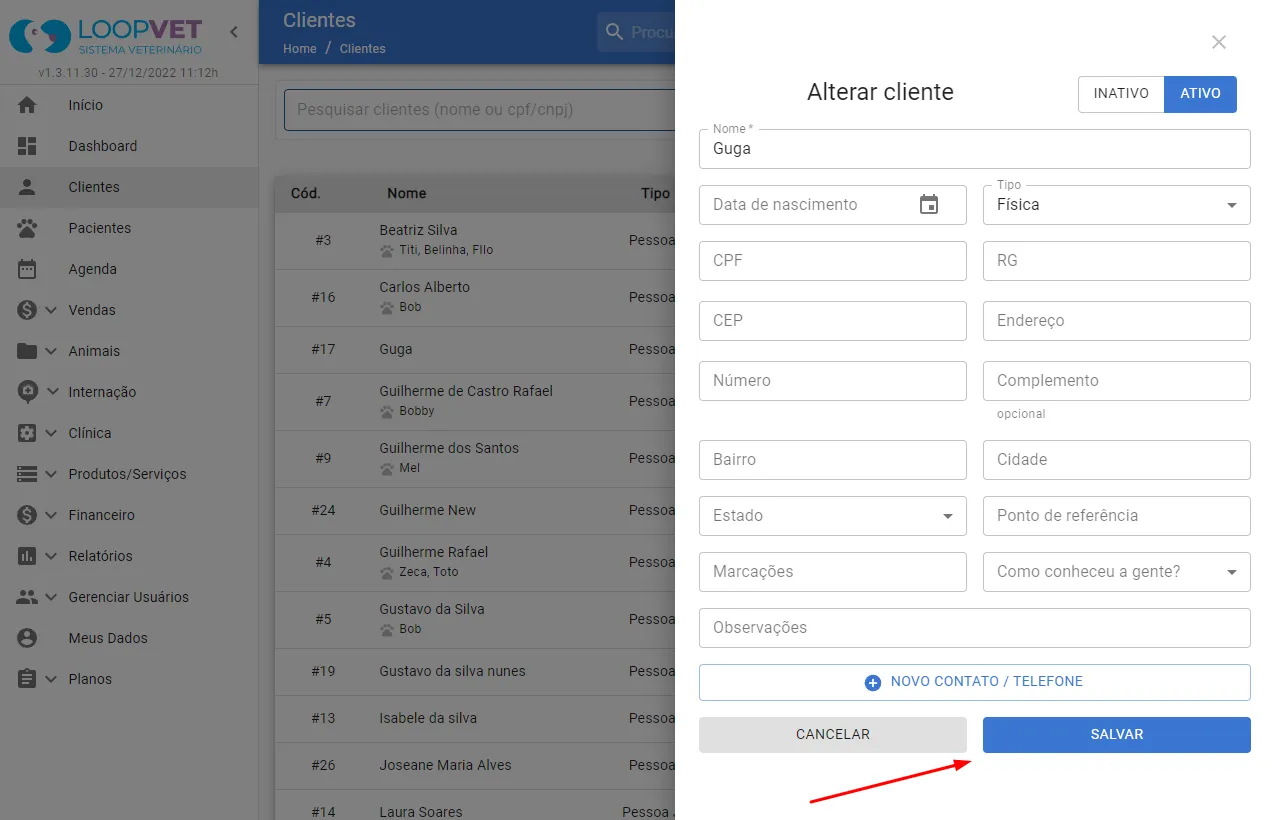 LOOPVET
SISTEMA VETERINÁRIO
v1.3.11.30 - 27/12/2022 11:12h
Início
Dashboard
Clientes
Pacientes
Agenda
Vendas
Animais
Internação
Clínica
Produtos/Serviços
Financeiro
Relatórios
Gerenciar Usuários
Meus Dados
Planos
Clientes
Home / Clientes
Procu
Pesquisar clientes (nome ou cpf/cnpj)
Cód. Nome Tipo
#3 Beatriz Silva Pessoa
Titi, Belinha, FIlo
#16 Carlos Alberto Pessoa
Bob
#17 Guga Pessoa
#7 Guilherme de Castro Rafael Pessoa
Bobby
#9 Guilherme dos Santos Pessoa
Mel
#24 Guilherme New Pessoa
#4 Guilherme Rafael Pessoa
Zeca, Toto
#5 Gustavo da Silva Pessoa
Bob
#19 Gustavo da silva nunes Pessoa
#13 Isabele da silva Pessoa
#26 Joseane Maria Alves Pessoa
#14 Laura Soares Pessoa
Alterar cliente
INATIVO ATIVO
Nome *
Guga
Data de nascimento
Tipo
Física
CPF RG
CEP Endereço
Número Complemento
opcional
Bairro Cidade
Estado Ponto de referência
Marcações Como conheceu a gente?
Observações
NOVO CONTATO / TELEFONE
CANCELAR SALVAR